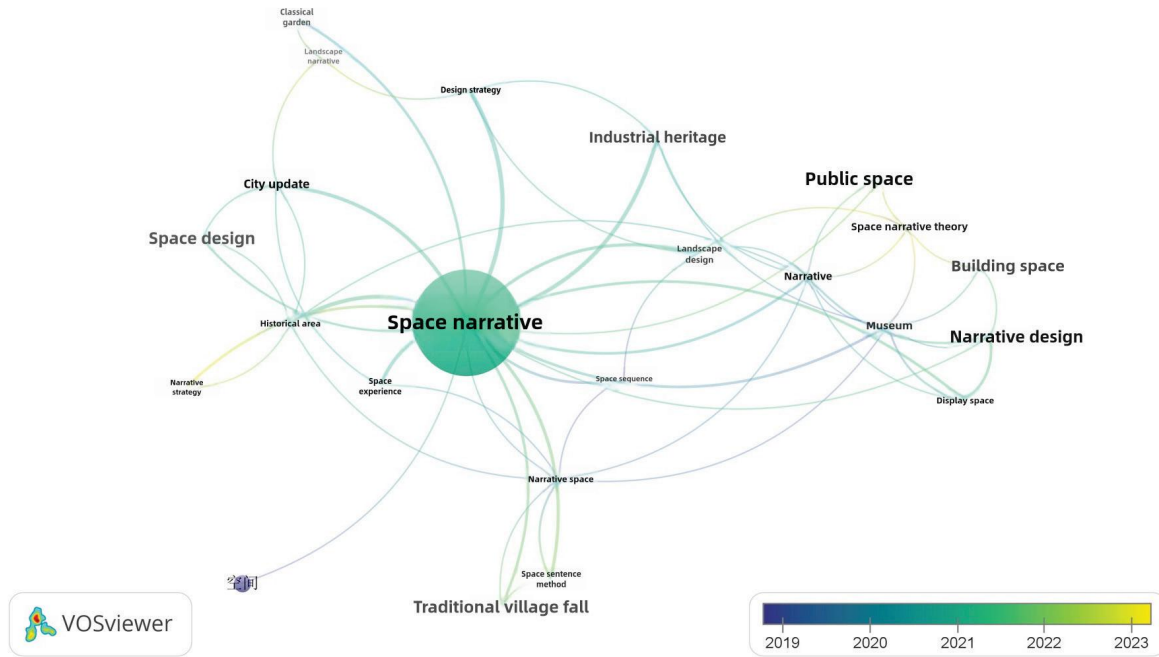 Classical
garden
Landscape
narrative
Design strategy
Industrial heritage
Public space
City update
Space narrative theory
Space design
Landscape
design
Building space
Narrative
Space narrative
Historical area
Museum
Narrative design
Narrative
strategy
Space
experience
Space sequence
Display space
Narrative space
Space sentence
method
空间
Traditional village fall
VOSviewer
2019
2020
2021
2022
2023